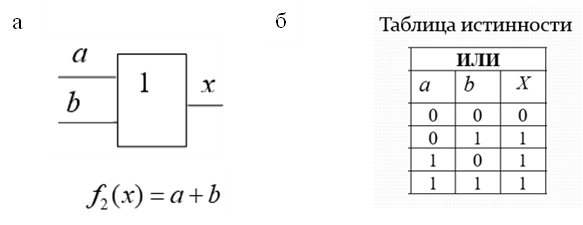 а
б
Таблица истинности
a
b
1
x
f₂(x) = a + b
ИЛИ
a b X
0 0 0
0 1 1
1 0 1
1 1 1